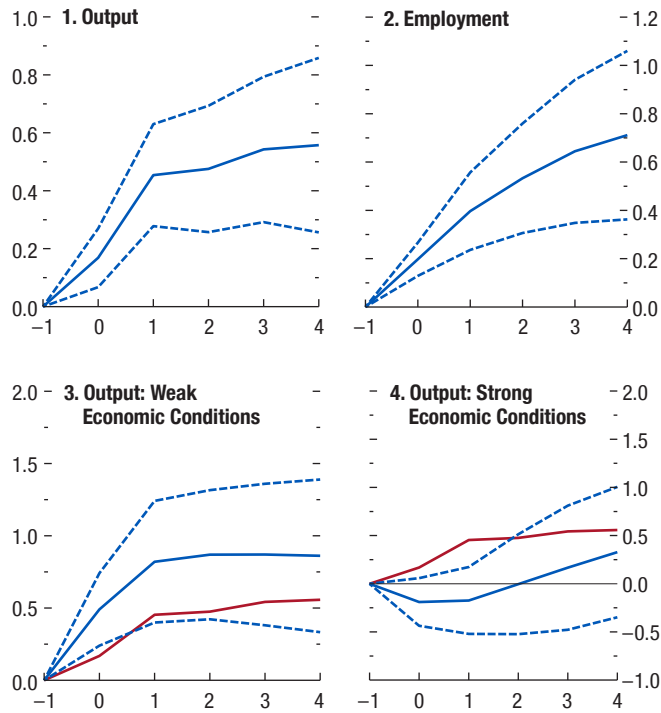 1. Output
1.0
0.8
0.6
0.4
0.2
0.0
−1 0 1 2 3 4
2. Employment
1.2
1.0
0.8
0.6
0.4
0.2
0.0
−1 0 1 2 3 4
3. Output: Weak
Economic Conditions
2.0
1.5
1.0
0.5
0.0
−1 0 1 2 3 4
4. Output: Strong
Economic Conditions
2.0
1.5
1.0
0.5
0.0
−0.5
−1.0
−1 0 1 2 3 4